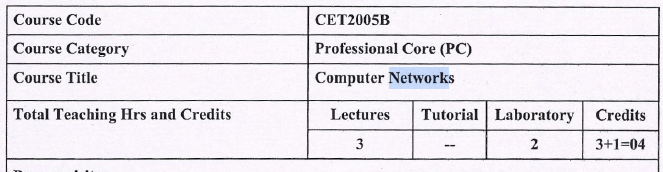 Course Code CET2005B
Course Category Professional Core (PC)
Course Title Computer Networks
Total Teaching Hrs and Credits Lectures Tutorial Laboratory Credits
3 -- 2 3+1=04